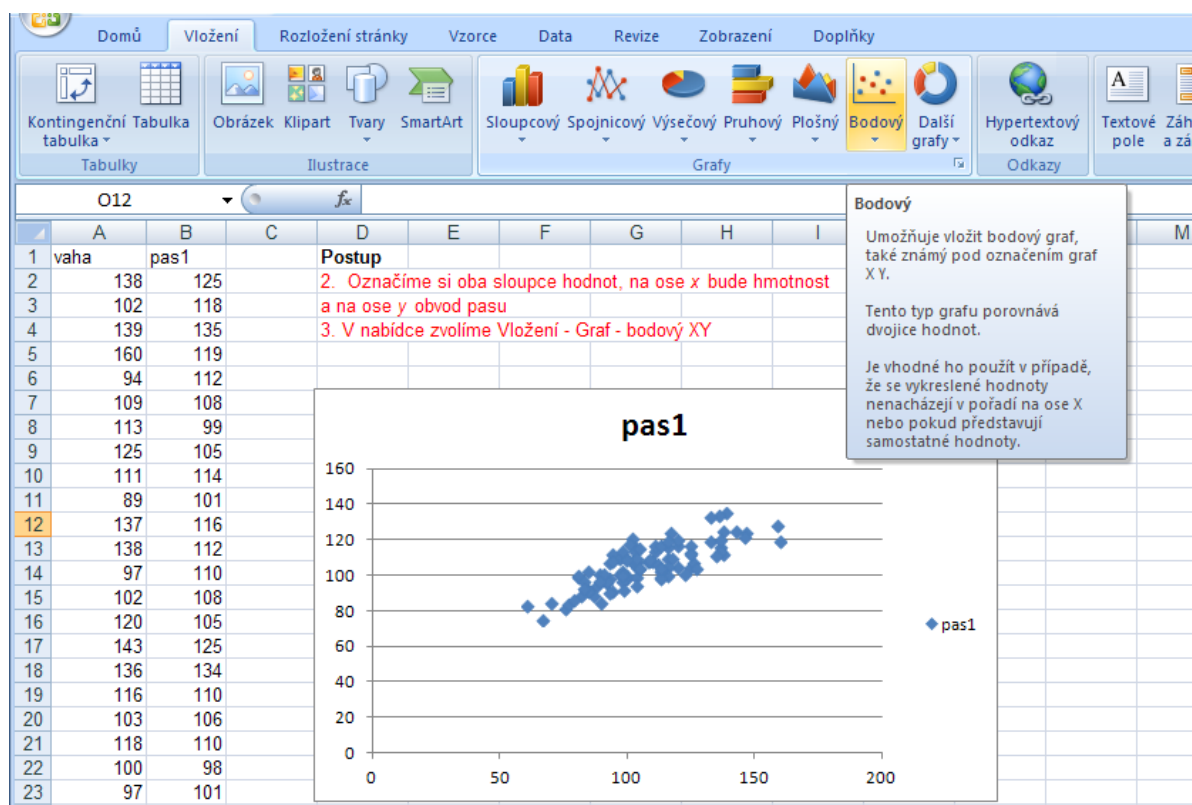 Domů Vložení Rozložení stránky Vzorce Data Revize Zobrazení Doplňky
Kontingenční tabulka Tabulka Obrázek Klipart Tvary SmartArt Sloupcový Spojnicový Výsečový Pruhový Plošný Bodový Další grafy Hypertextový odkaz Textové pole
Tabulky Ilustrace Grafy Odkazy
O12 fx
Bodový
Umožňuje vložit bodový graf,
také známý pod označením graf
X Y.
Tento typ grafu porovnává
dvojice hodnot.
Je vhodné ho použít v případě,
že se vykreslené hodnoty
nenacházejí v pořadí na ose X
nebo pokud představují
samostatné hodnoty.
A B C D E F G H I M
1 vaha pas1 Postup
2 138 125 2. Označíme si oba sloupce hodnot, na ose x bude hmotnost
3 102 118 a na ose y obvod pasu
4 139 135 3. V nabídce zvolíme Vložení - Graf - bodový XY
5 160 119
6 94 112
7 109 108
8 113 99
9 125 105
10 111 114
11 89 101
12 137 116
13 138 112
14 97 110
15 102 108
16 120 105
17 143 125
18 136 134
19 116 110
20 103 106
21 118 110
22 100 98
23 97 101
pas1
160
140
120
100
80
60
40
20
0
0 50 100 150 200
pas1